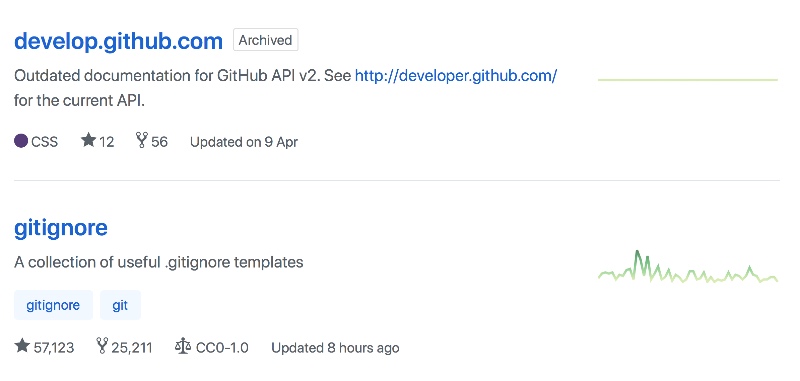 develop.github.com Archived
Outdated documentation for GitHub API v2. See http://developer.github.com/
for the current API.
CSS 12 56 Updated on 9 Apr
gitignore
A collection of useful .gitignore templates
gitignore git
57,123 25,211 CC0-1.0 Updated 8 hours ago